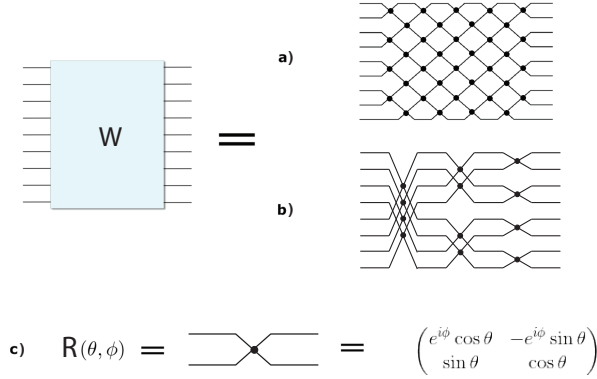 a)
W
=
b)
c) R(θ, ϕ) = = ( e^{iϕ} cos θ −e^{iϕ} sin θ
sin θ cos θ )